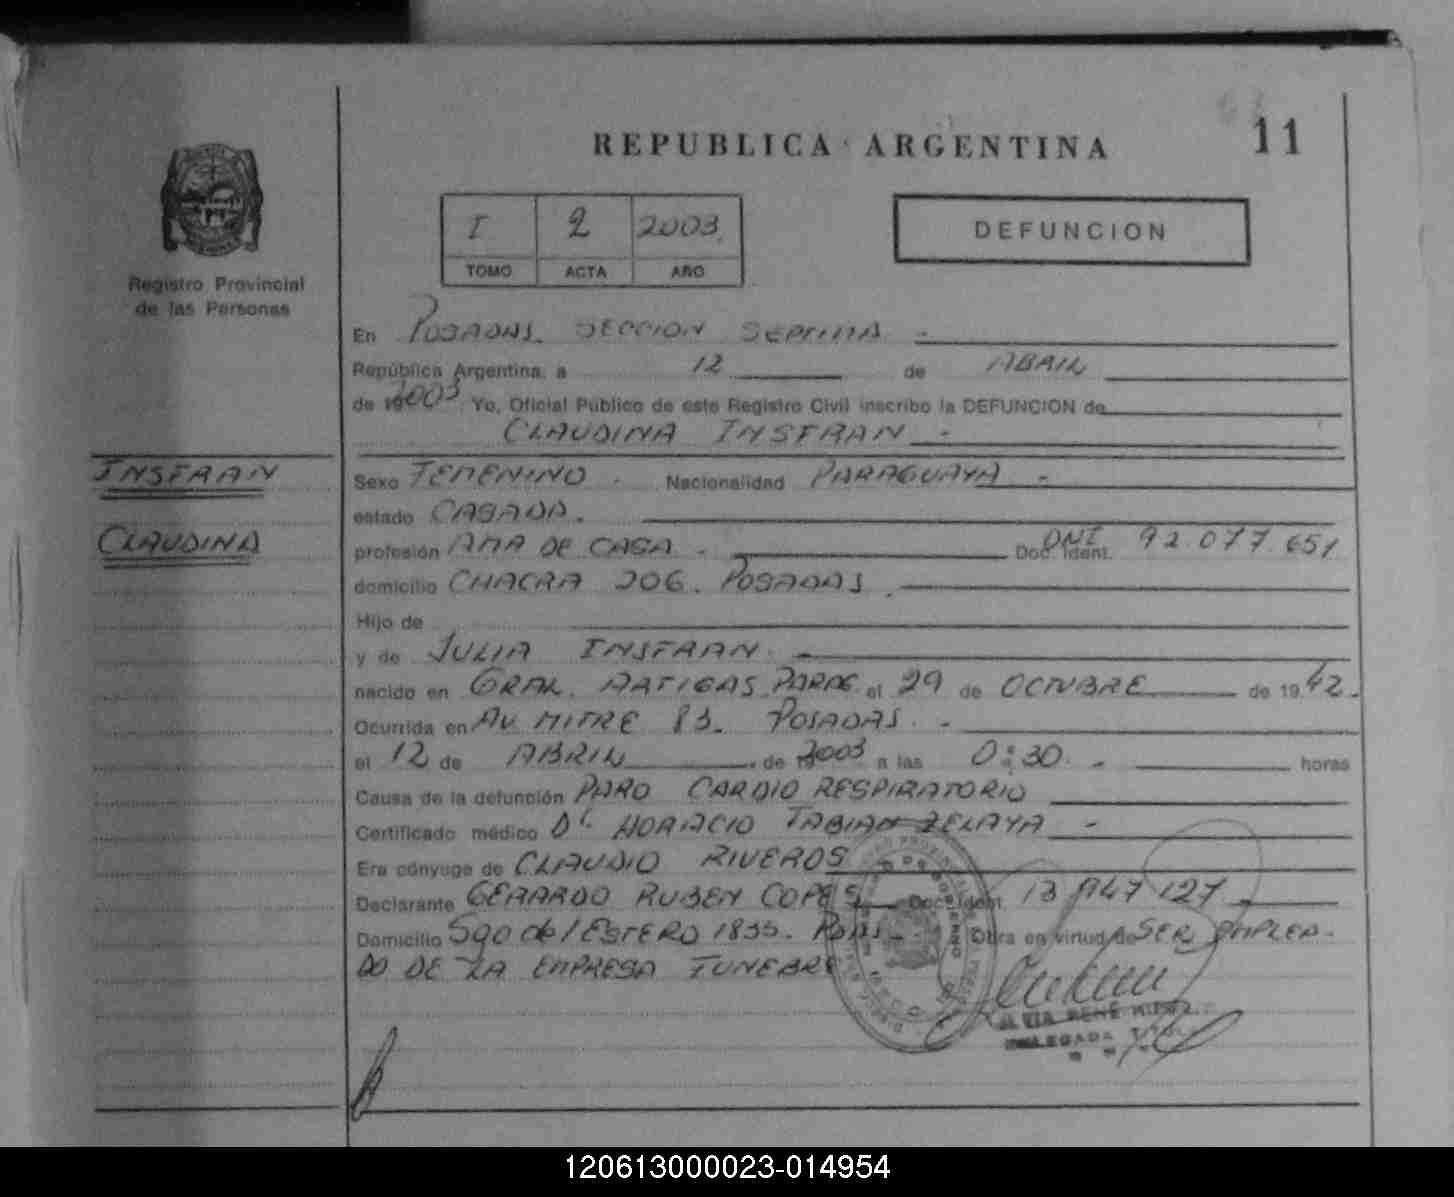 11
REPUBLICA ARGENTINA
I 2 2003
TOMO ACTA AÑO
DEFUNCION
Registro Provincial
de las Personas
En POSADAS. SECCION SEPTIMA -
República Argentina, a 12 de ABRIL
de 192003 Yo, Oficial Público de este Registro Civil inscribo la DEFUNCION de
CLAUDINA INSFRAN -
INSFRAN
CLAUDINA
Sexo FEMENINO. Nacionalidad PARAGUAYA -
estado CASADA.
profesión AMA DE CASA - Doc. Ident. DNI 92.077.651
domicilio CHACRA 206. POSADAS.
Hijo de
y de JULIA INSFRAN. -
nacido en GRAL. ARTIGAS. PARAG. el 29 de OCTUBRE de 1942.
Ocurrida en AV. MITRE 83. POSADAS. -
el 12 de ABRIL de 192003 a las 0:30. - horas
Causa de la defunción PARO CARDIO RESPIRATORIO
Certificado médico Dr. HORACIO FABIAN ZELAYA -
Era cónyuge de CLAUDIO RIVEROS
Declarante GERARDO RUBEN COPES Doc. Ident. 13 847 127
Domicilio Sgo del ESTERO 1835. PDAS. Obra en virtud de SER EMPLEA-
DO. DE LA EMPRESA FUNEBRE
RENÉ
DELEGADA
120613000023-014954